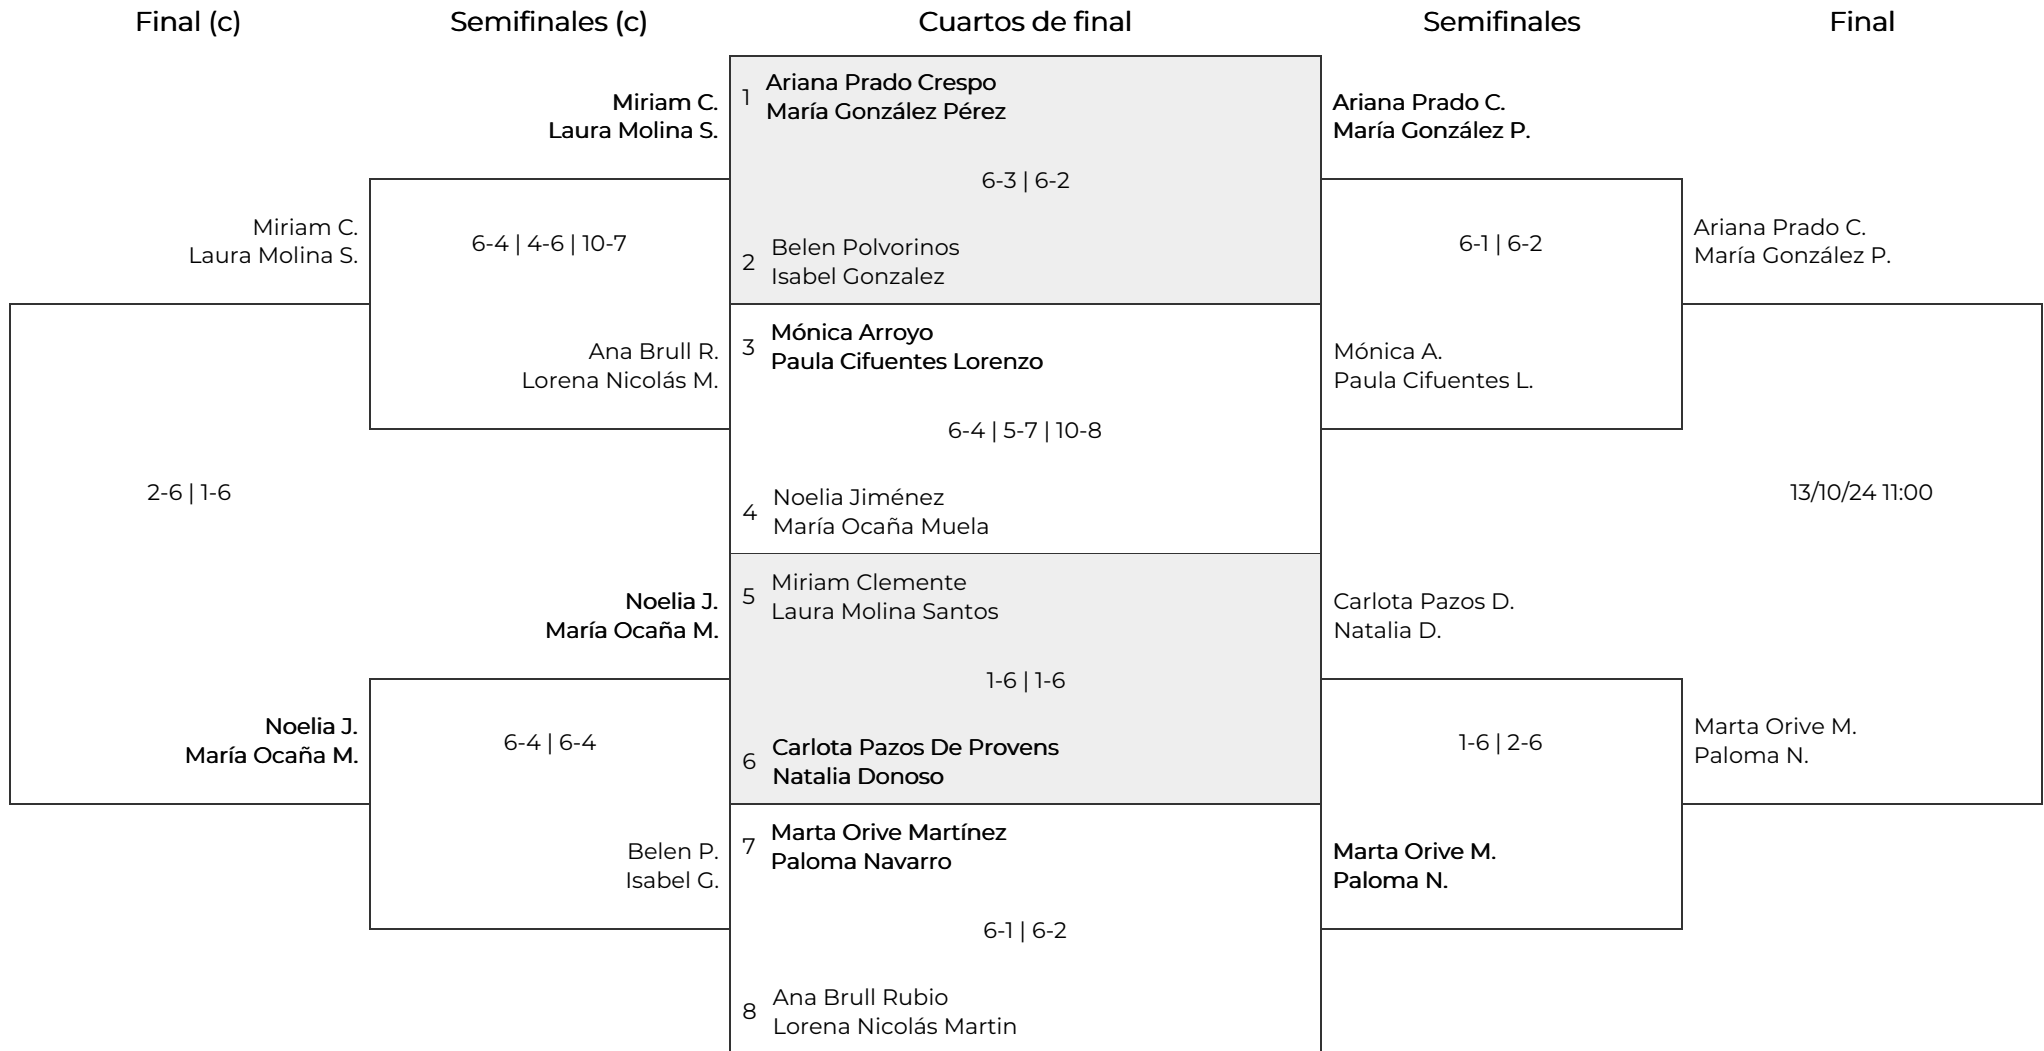 Final (c)
Semifinales (c)
Cuartos de final
Semifinales
Final
Miriam C.
Laura Molina S.
6-4 | 4-6 | 10-7
Ana Brull R.
Lorena Nicolás M.
Miriam C.
Laura Molina S.
2-6 | 1-6
Noelia J.
María Ocaña M.
Noelia J.
María Ocaña M.
6-4 | 6-4
Belen P.
Isabel G.
1
Ariana Prado Crespo
María González Pérez
6-3 | 6-2
2
Belen Polvorinos
Isabel Gonzalez
3
Mónica Arroyo
Paula Cifuentes Lorenzo
6-4 | 5-7 | 10-8
4
Noelia Jiménez
María Ocaña Muela
5
Miriam Clemente
Laura Molina Santos
1-6 | 1-6
6
Carlota Pazos De Provens
Natalia Donoso
7
Marta Orive Martínez
Paloma Navarro
6-1 | 6-2
8
Ana Brull Rubio
Lorena Nicolás Martin
Ariana Prado C.
María González P.
6-1 | 6-2
Mónica A.
Paula Cifuentes L.
Carlota Pazos D.
Natalia D.
1-6 | 2-6
Marta Orive M.
Paloma N.
Ariana Prado C.
María González P.
13/10/24 11:00
Marta Orive M.
Paloma N.